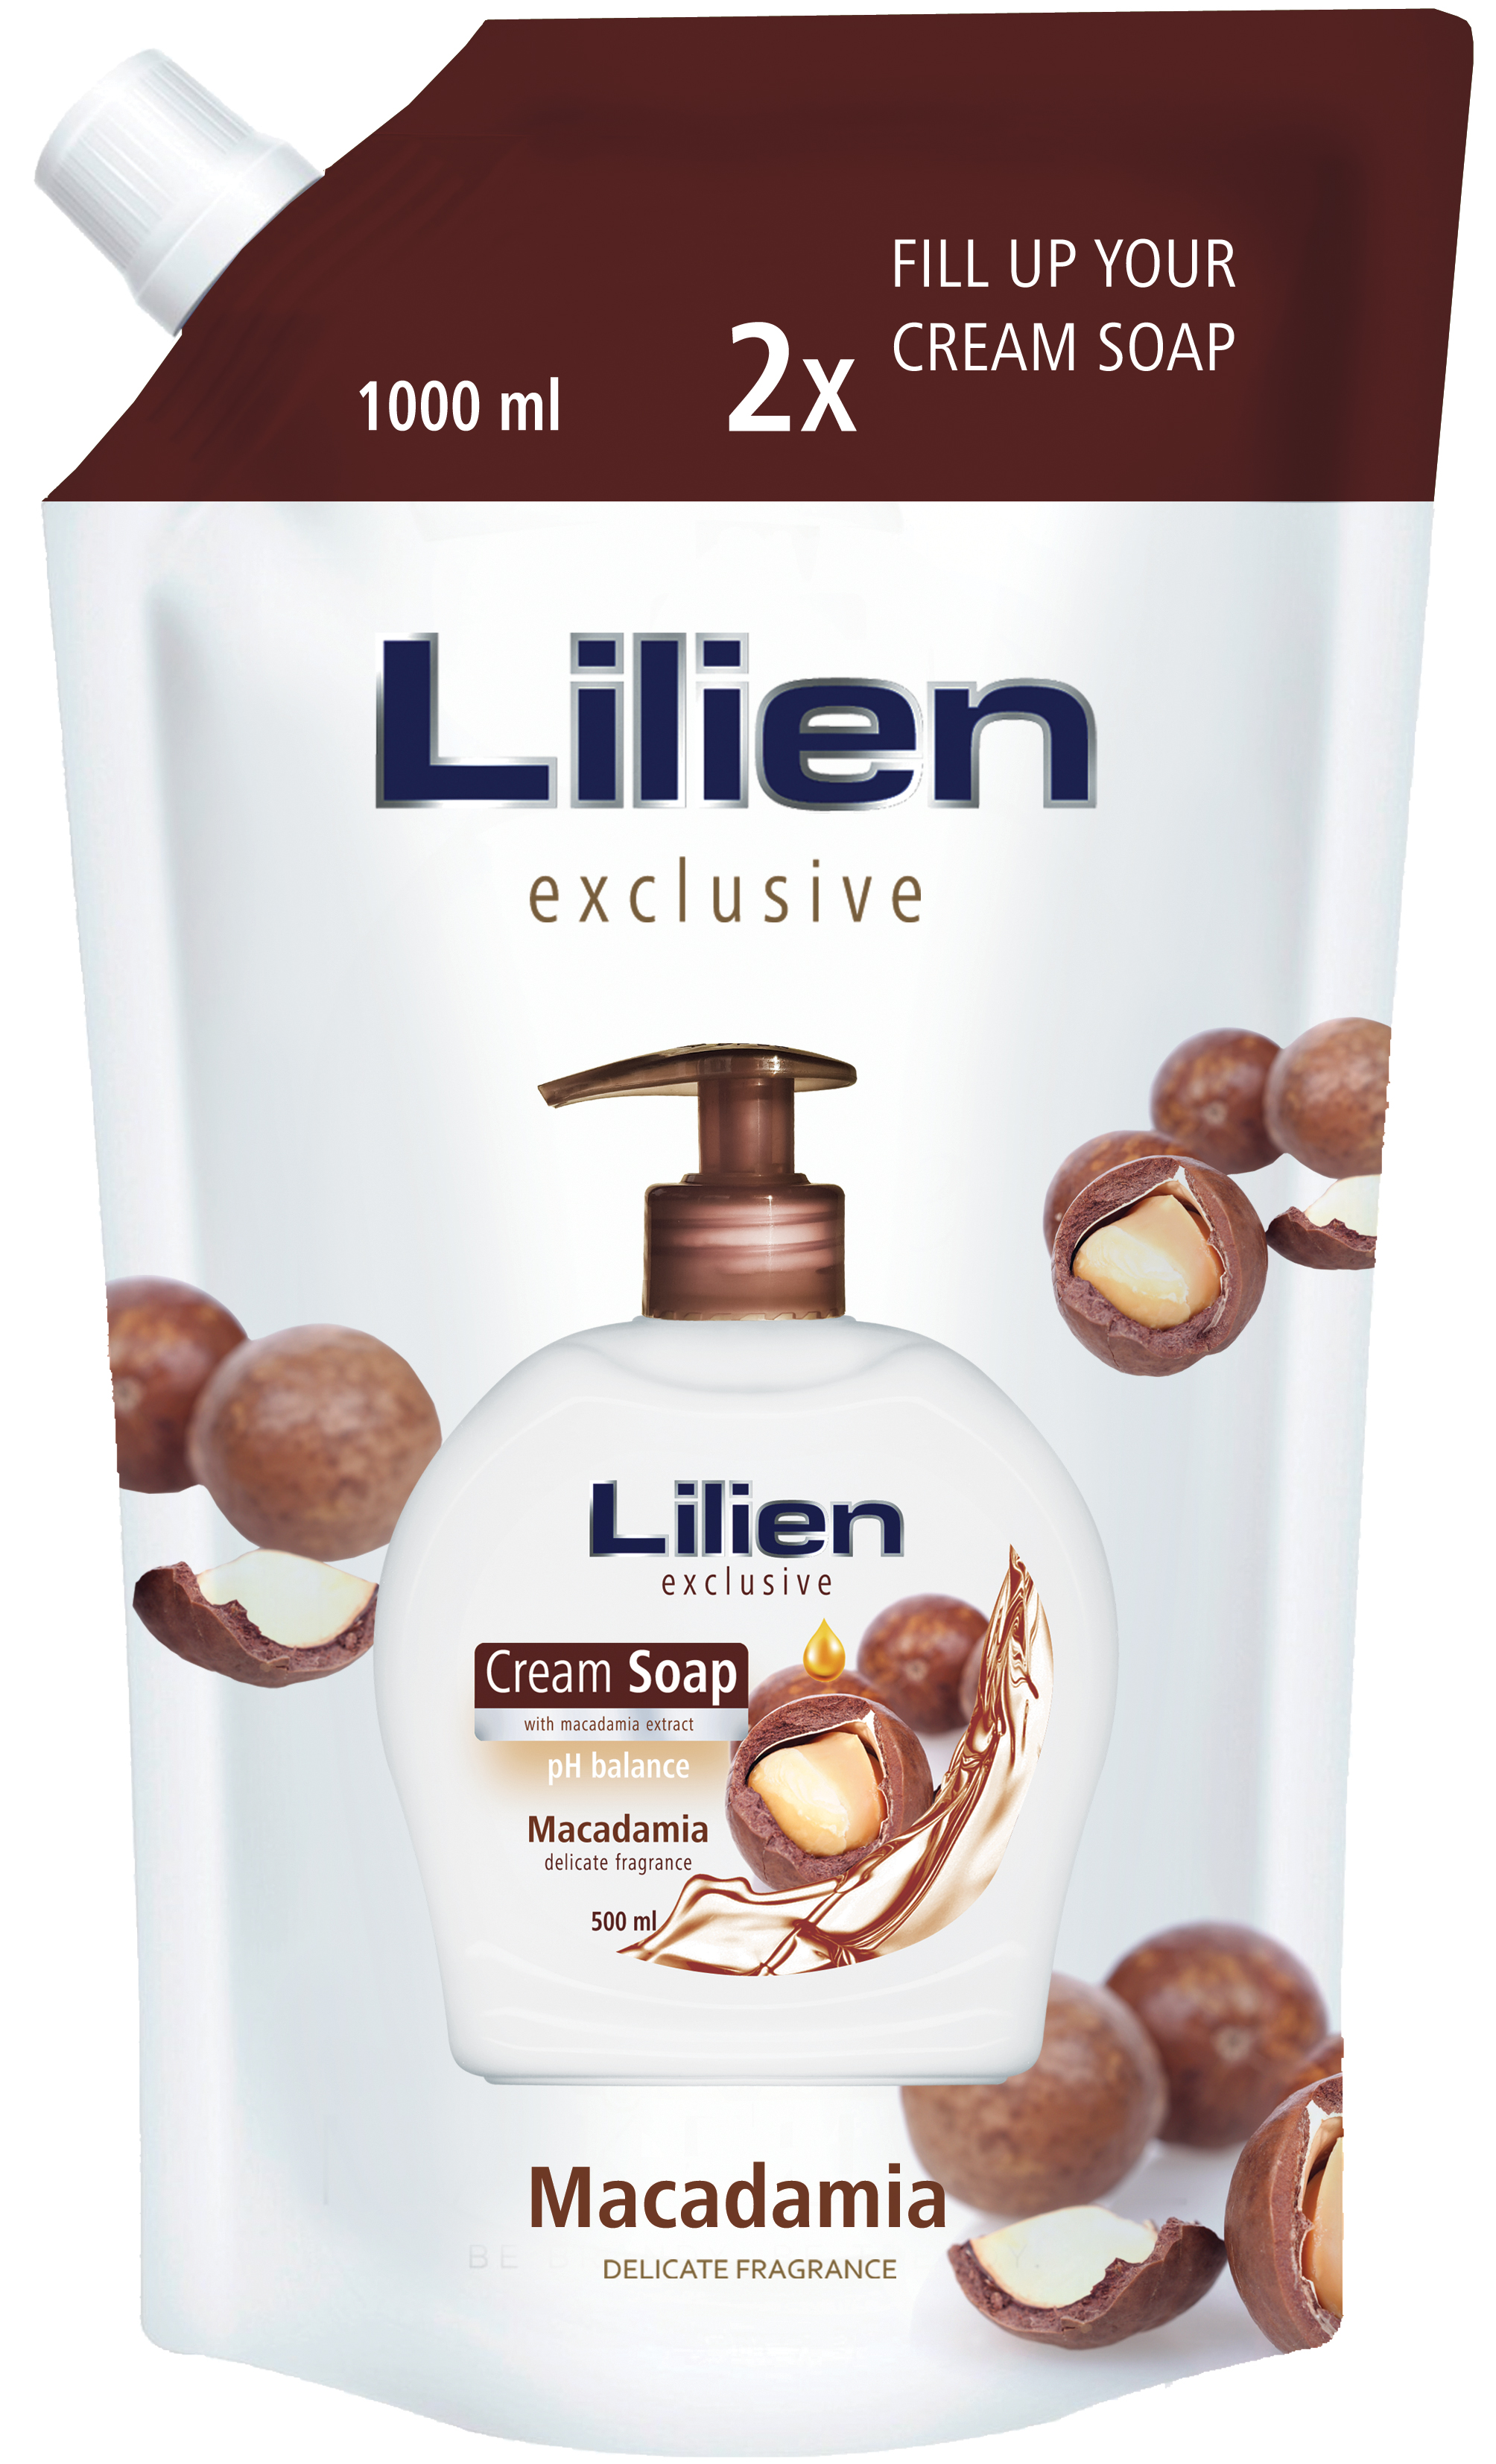 FILL UP YOUR
CREAM SOAP
1000 ml
2x
Lilien
exclusive
Lilien
exclusive
Cream Soap
with macadamia extract
pH balance
Macadamia
delicate fragrance
500 ml
Macadamia
BE
DELICATE FRAGRANCE